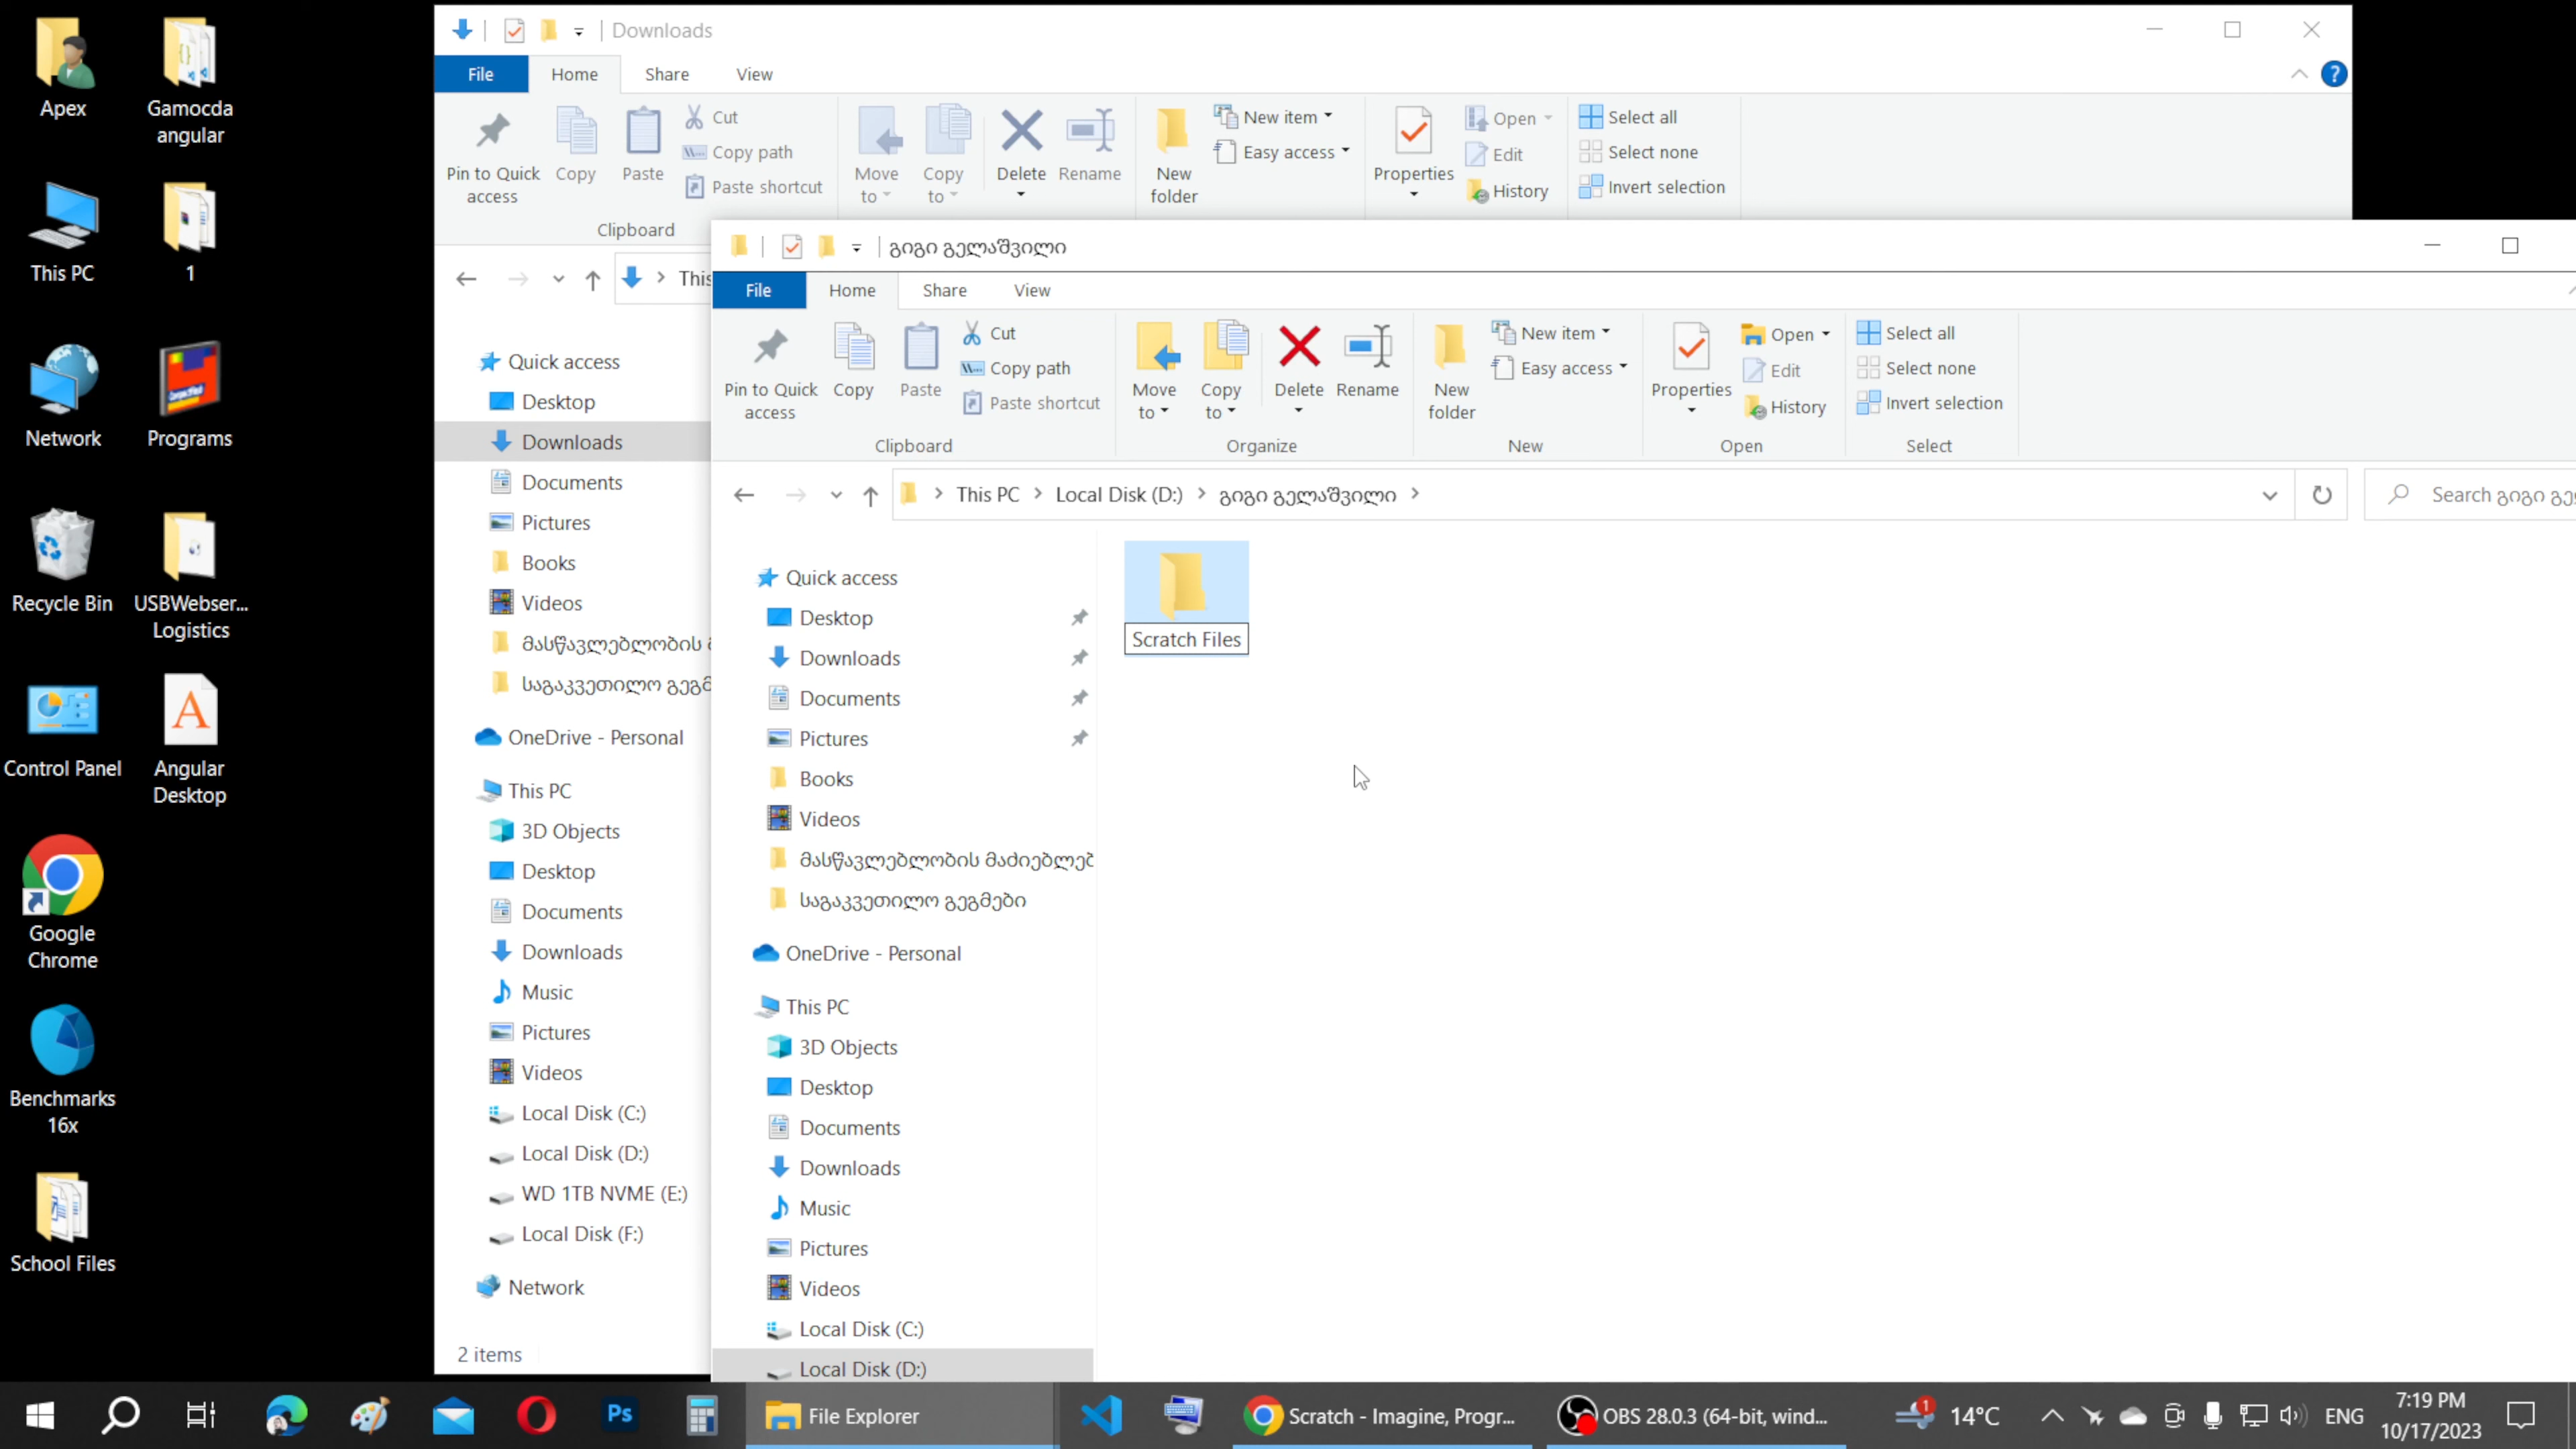 Apex
Gamocda angular
This PC
1
Network
Programs
Recycle Bin
USBWebser... Logistics
Control Panel
Angular Desktop
Google Chrome
Benchmarks 16x
School Files
Downloads
File Home Share View
Pin to Quick access
Copy
Paste
Cut
Copy path
Paste shortcut
Move to
Copy to
Delete
Rename
New folder
New item
Easy access
Properties
Open
Edit
History
Select all
Select none
Invert selection
Clipboard
This
Quick access
Desktop
Downloads
Documents
Pictures
Books
Videos
მასწავლებლობის
საგაკვეთილო
OneDrive - Personal
This PC
3D Objects
Desktop
Documents
Downloads
Music
Pictures
Videos
Local Disk (C:)
Local Disk (D:)
WD 1TB NVME (E:)
Local Disk (F:)
Network
2 items
გიგი გელაშვილი
File Home Share View
Pin to Quick access
Copy
Paste
Cut
Copy path
Paste shortcut
Clipboard
Move to
Copy to
Delete
Rename
Organize
New folder
New item
Easy access
New
Properties
Open
Edit
History
Open
Select all
Select none
Invert selection
Select
This PC > Local Disk (D:) > გიგი გელაშვილი >
Search გიგი
Quick access
Desktop
Downloads
Documents
Pictures
Books
Videos
მასწავლებლობის მაძიებლებ
საგაკვეთილო გეგმები
OneDrive - Personal
This PC
3D Objects
Desktop
Documents
Downloads
Music
Pictures
Videos
Local Disk (C:)
Local Disk (D:)
Scratch Files
Ps
File Explorer
Scratch - Imagine, Progr...
OBS 28.0.3 (64-bit, wind...
1
14°C
ENG
7:19 PM
10/17/2023